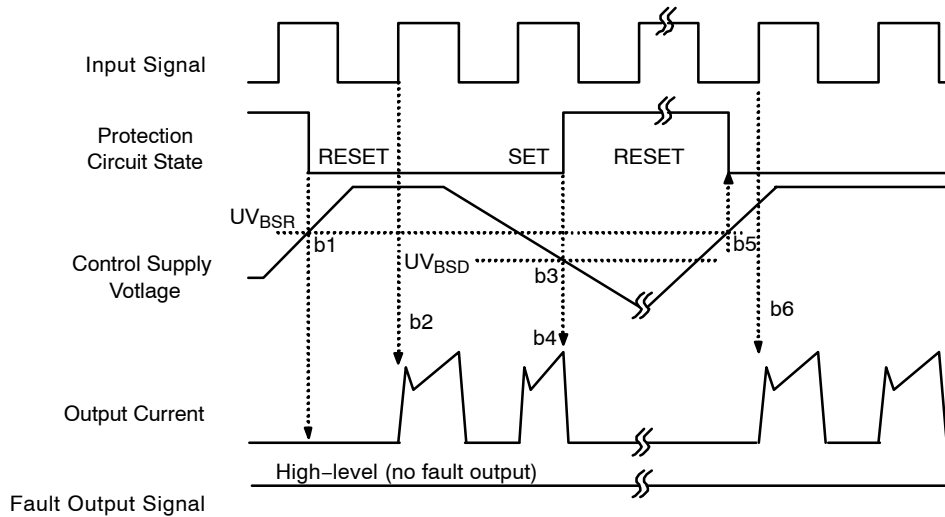 Input Signal
Protection
Circuit State
RESET
SET
RESET
UVBSR
b1
b5
Control Supply
Votlage
UVBSD
b3
b2
b4
b6
Output Current
High−level (no fault output)
Fault Output Signal